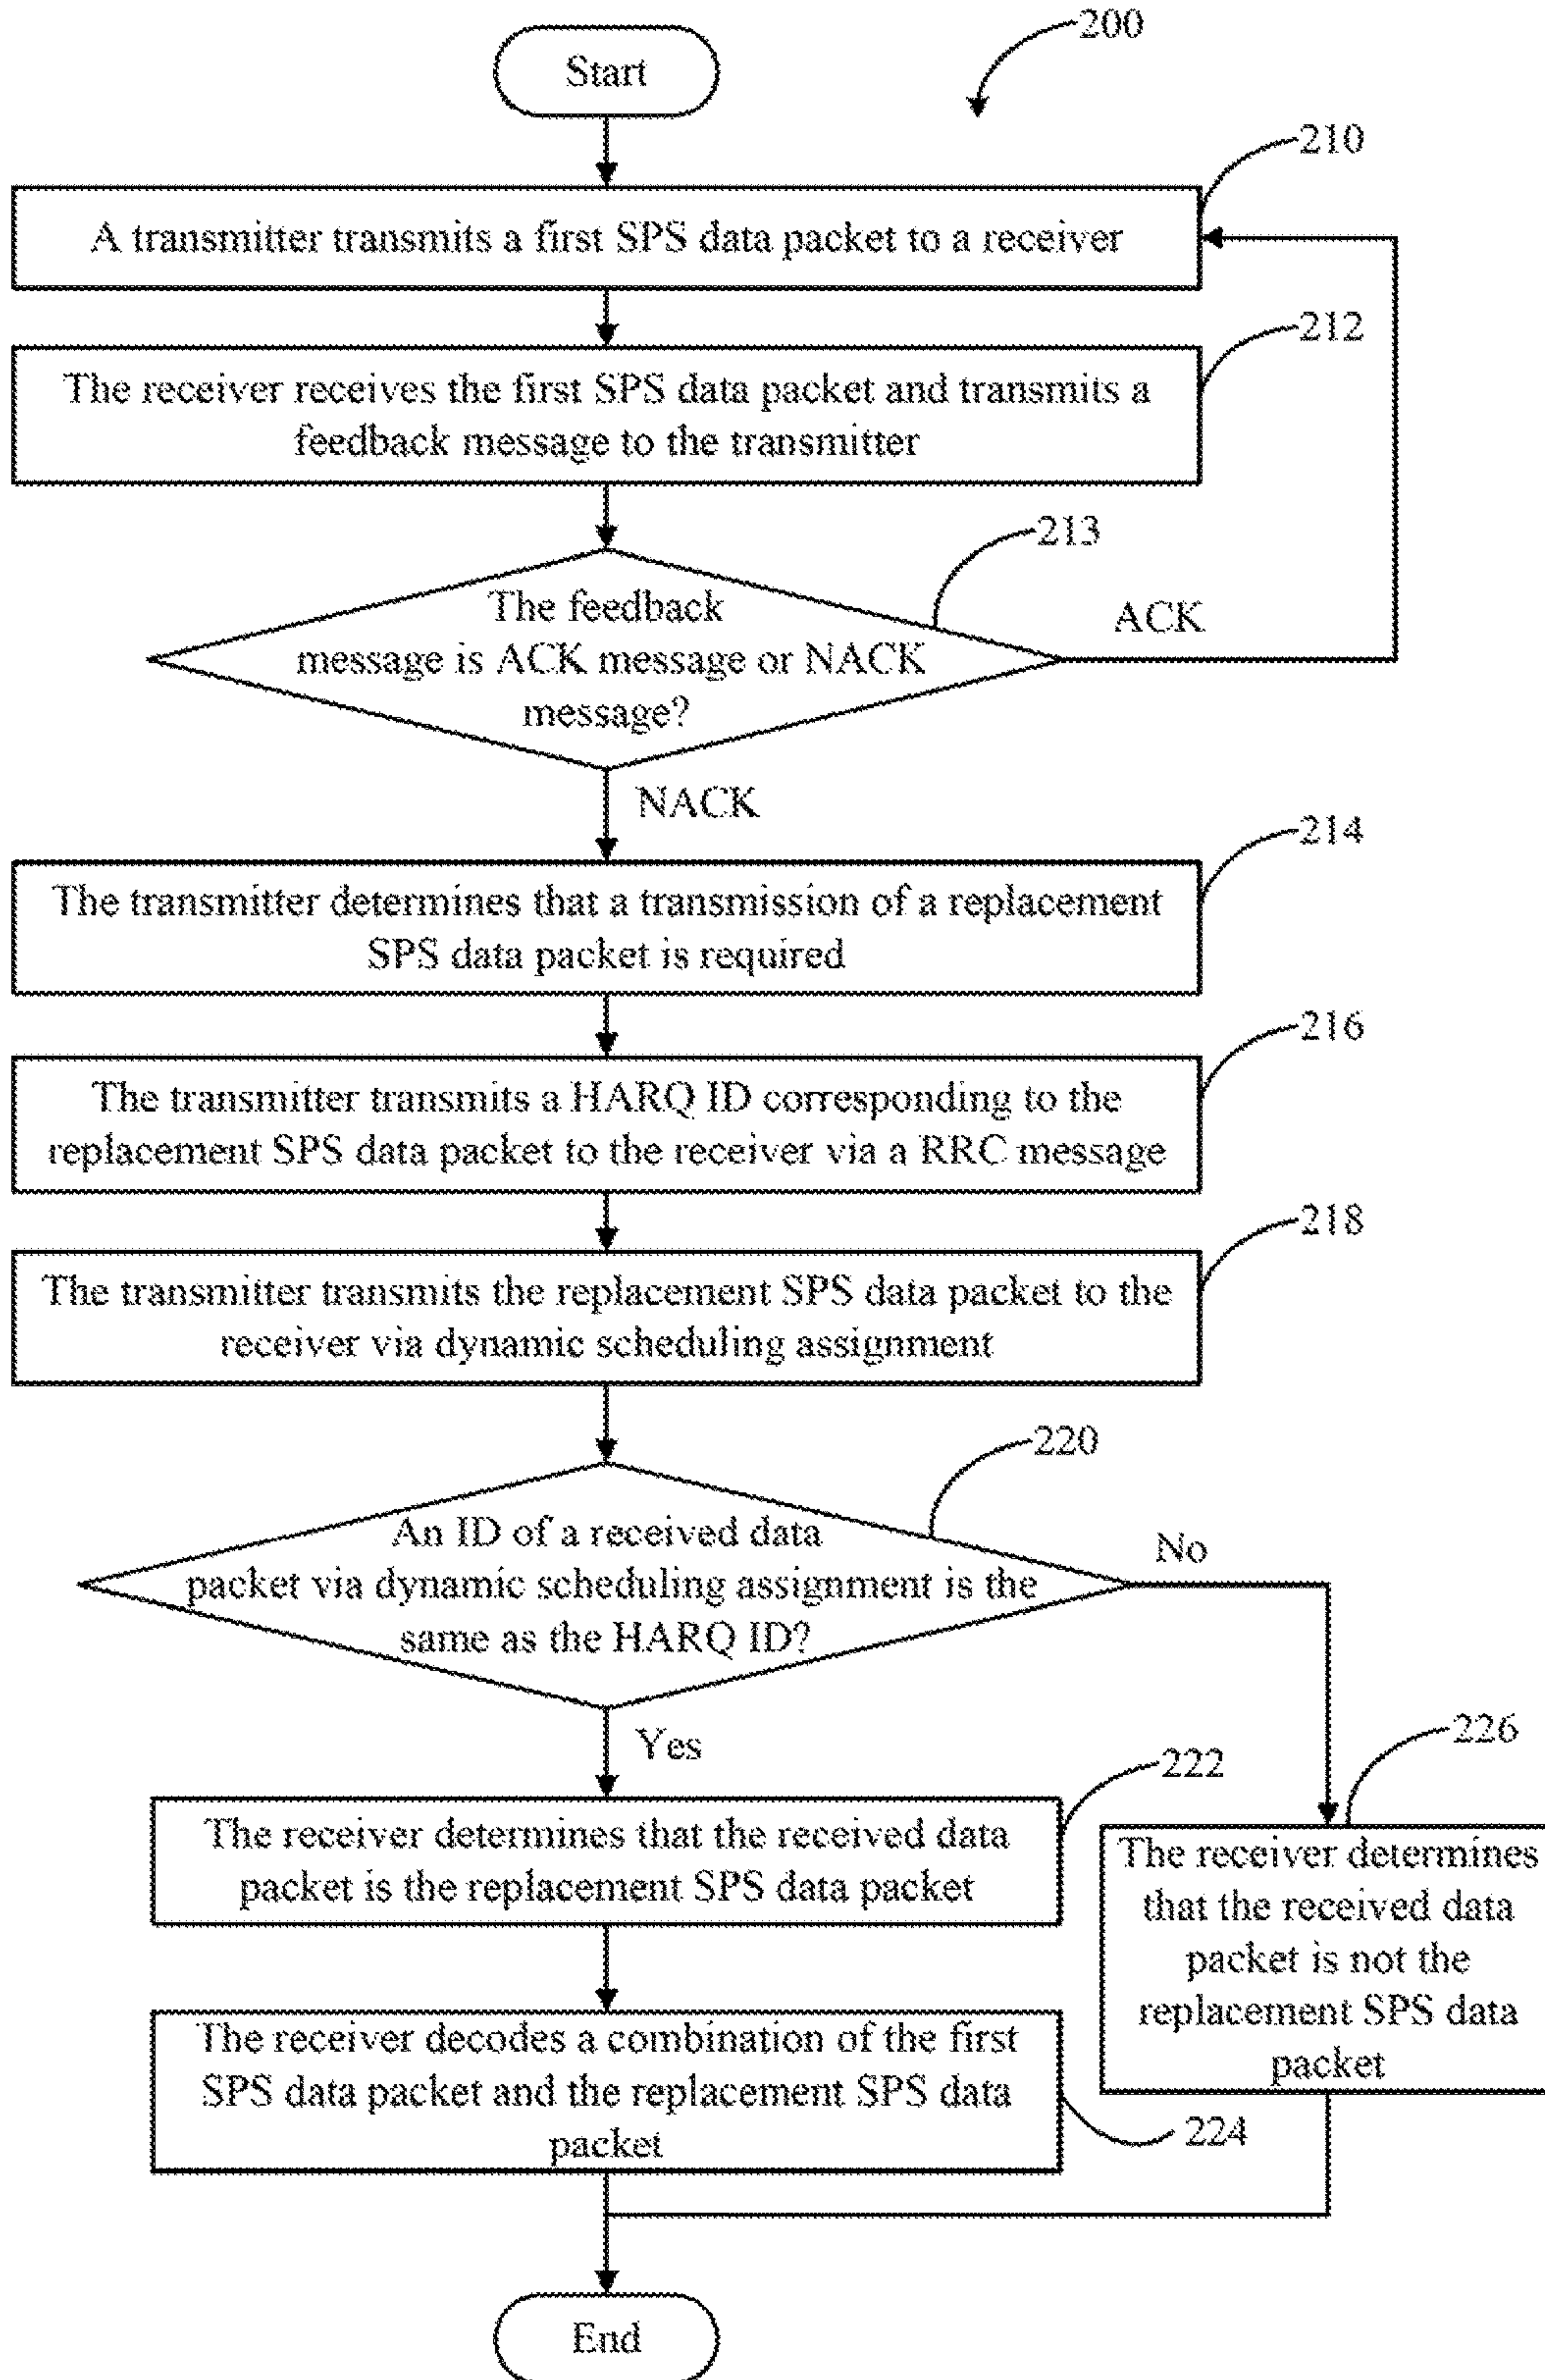 200
Start
210
A transmitter transmits a first SPS data packet to a receiver
212
The receiver receives the first SPS data packet and transmits a
feedback message to the transmitter
213
The feedback
message is ACK message or NACK
message?
ACK
NACK
214
The transmitter determines that a transmission of a replacement
SPS data packet is required
216
The transmitter transmits a HARQ ID corresponding to the
replacement SPS data packet to the receiver via a RRC message
218
The transmitter transmits the replacement SPS data packet to the
receiver via dynamic scheduling assignment
220
An ID of a received data
packet via dynamic scheduling assignment is the
same as the HARQ ID?
No
Yes
222
The receiver determines that the received data
packet is the replacement SPS data packet
226
The receiver determines
that the received data
packet is not the
replacement SPS data
packet
The receiver decodes a combination of the first
SPS data packet and the replacement SPS data
packet
224
End